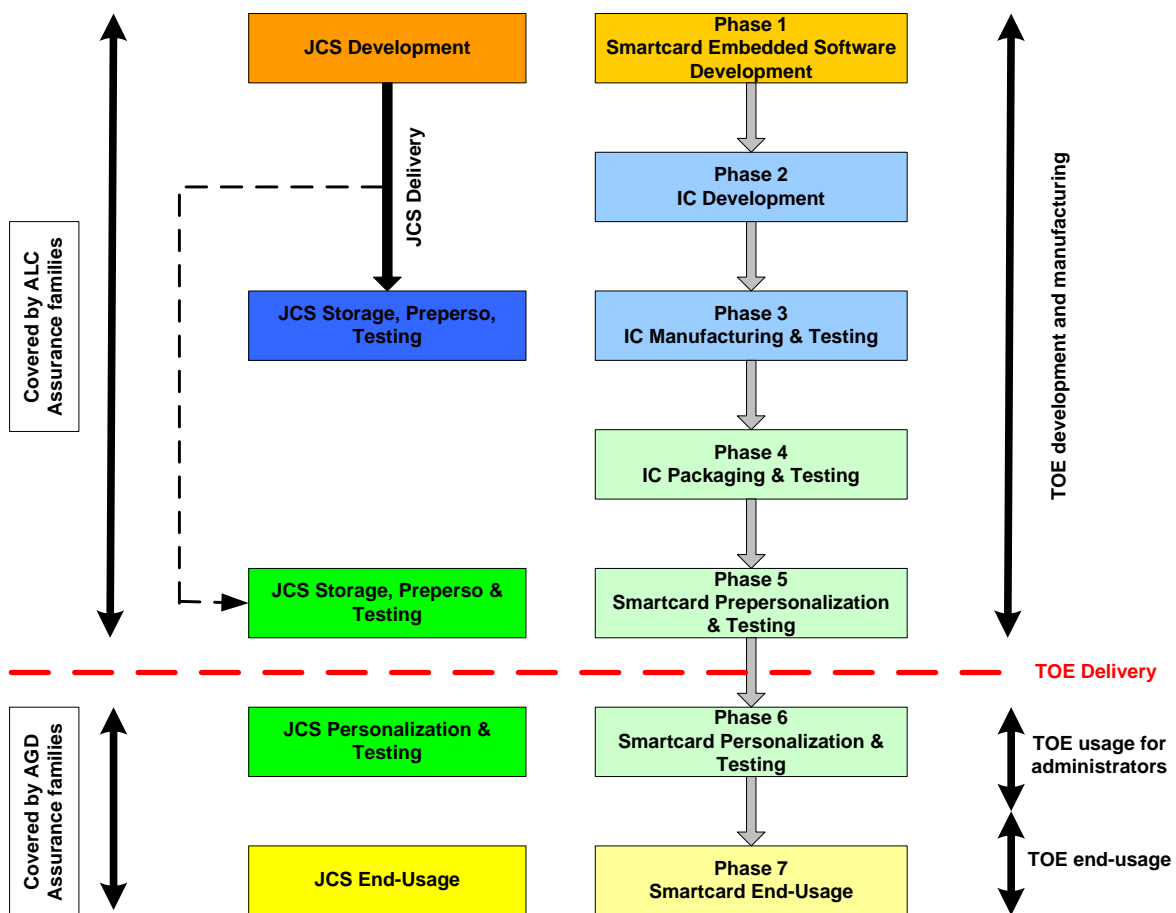 JCS Development
Phase 1
Smartcard Embedded Software
Development
JCS Delivery
Phase 2
IC Development
Covered by ALC
Assurance families
TOE development and manufacturing
JCS Storage, Preperso,
Testing
Phase 3
IC Manufacturing & Testing
Phase 4
IC Packaging & Testing
JCS Storage, Preperso &
Testing
Phase 5
Smartcard Prepersonalization
& Testing
TOE Delivery
Covered by AGD
Assurance families
JCS Personalization &
Testing
Phase 6
Smartcard Personalization &
Testing
TOE usage for
administrators
JCS End-Usage
Phase 7
Smartcard End-Usage
TOE end-usage